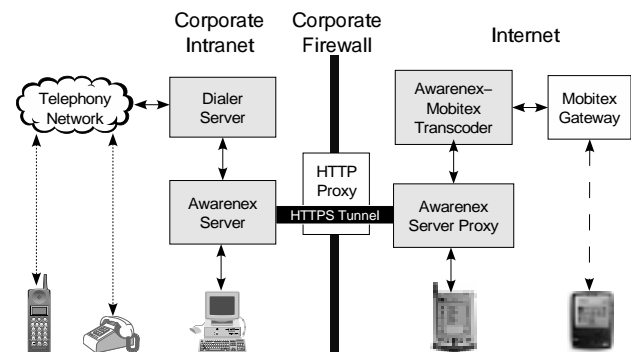 Corporate
Intranet
Corporate
Firewall
Internet
Telephony
Network
Dialer
Server
Awarenex–
Mobitex
Transcoder
Mobitex
Gateway
HTTP
Proxy
Awarenex
Server
HTTPS Tunnel
Awarenex
Server Proxy